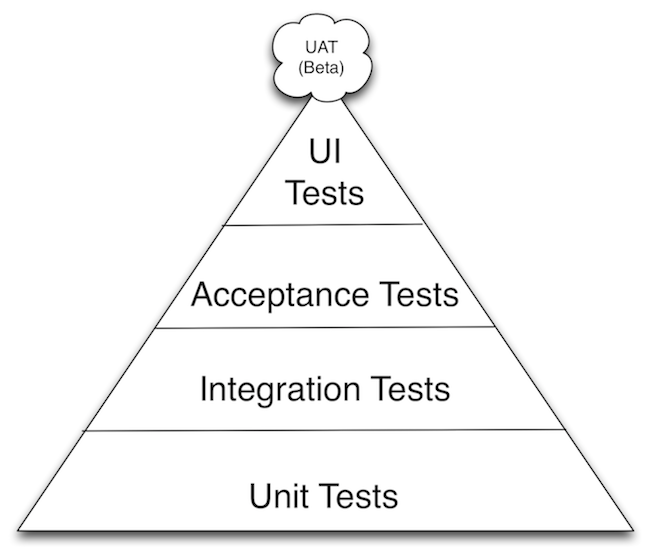 UAT
(Beta)
UI
Tests
Acceptance Tests
Integration Tests
Unit Tests